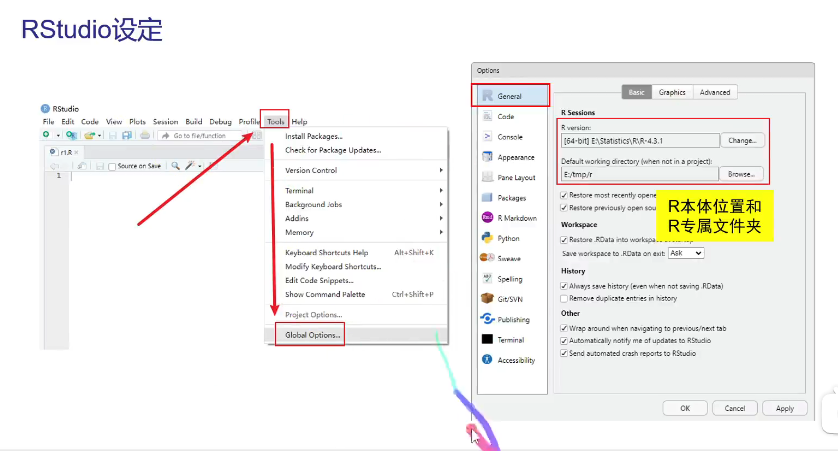 RStudio设定
RStudio
File Edit Code View Plots Session Build Debug Profile Tools Help
Go to file/function
r1.R
Source on Save
1
Install Packages...
Check for Package Updates...
Version Control
Terminal
Background Jobs
Addins
Memory
Keyboard Shortcuts Help Alt+Shift+K
Modify Keyboard Shortcuts...
Edit Code Snippets...
Show Command Palette Ctrl+Shift+P
Project Options...
Global Options...
Options
General
Code
Console
Appearance
Pane Layout
Packages
R Markdown
Python
Sweave
Spelling
Git/SVN
Publishing
Terminal
Accessibility
Basic Graphics Advanced
R Sessions
R version:
[64-bit] E:\Statistics\R\R-4.3.1 Change...
Default working directory (when not in a project):
E:/tmp/r Browse...
Restore most recently opene
Restore previously open sou
R本体位置和
R专属文件夹
Workspace
Restore .RData into workspace
Save workspace to .RData on exit: Ask
History
Always save history (even when not saving .RData)
Remove duplicate entries in history
Other
Wrap around when navigating to previous/next tab
Automatically notify me of updates to RStudio
Send automated crash reports to RStudio
OK Cancel Apply